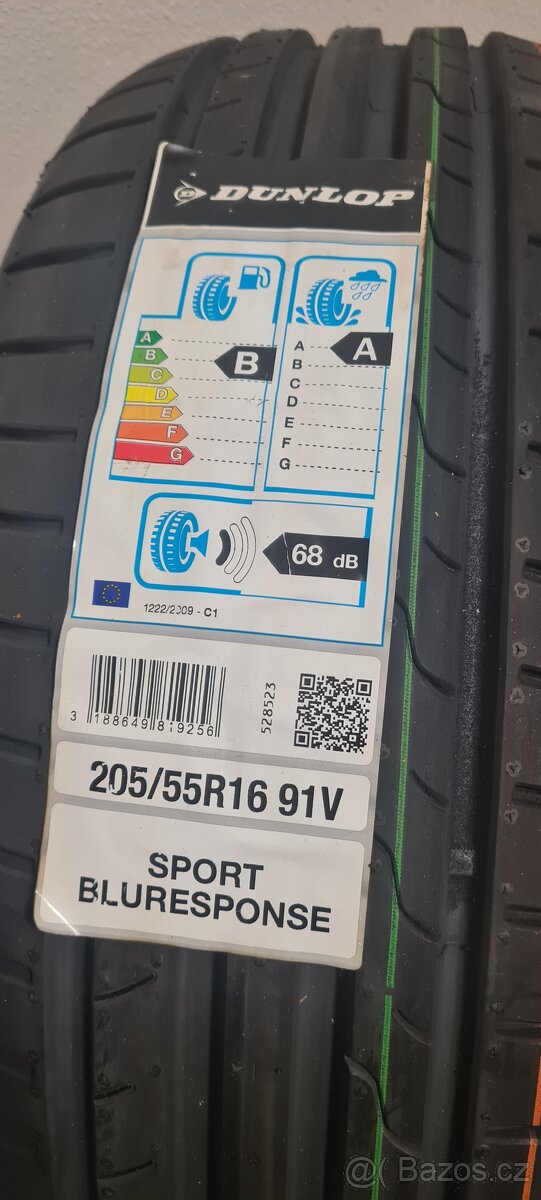 DUNLOP
A
B
C
D
E
F
G
B
A
B
C
D
E
F
G
A
68 dB
1222/2009 - C1
3 188649 819256
528523
205/55R16 91V
SPORT
BLURESPONSE
@( Bazos.cz